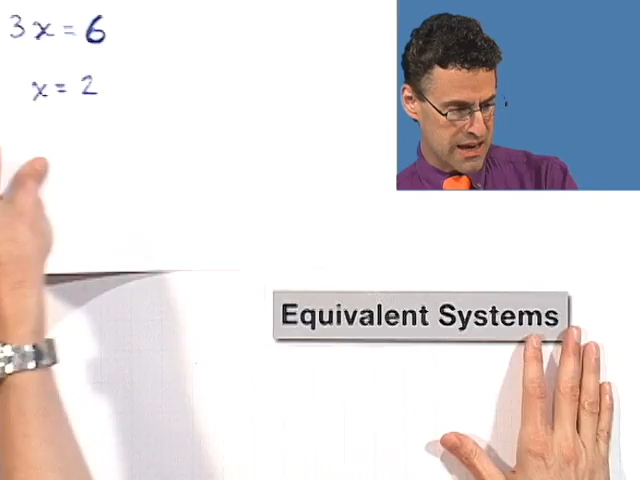 3x = 6
x = 2
Equivalent Systems